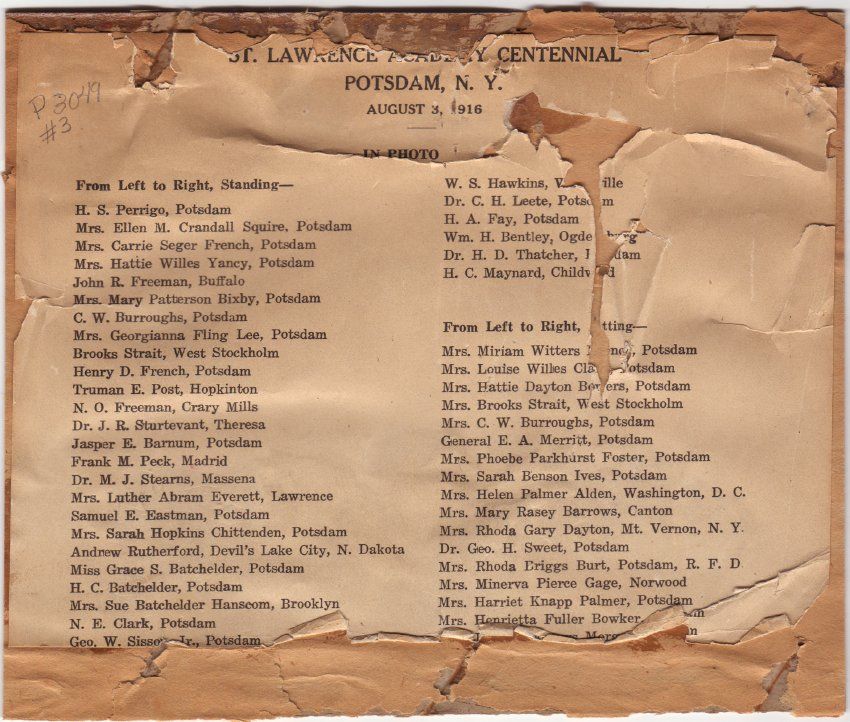 ST. LAWRENCE ACADEMY CENTENNIAL
POTSDAM, N. Y.
AUGUST 3, 1916
P 3049
#3
IN PHOTO
From Left to Right, Standing—
H. S. Perrigo, Potsdam
Mrs. Ellen M. Crandall Squire, Potsdam
Mrs. Carrie Seger French, Potsdam
Mrs. Hattie Willes Yancy, Potsdam
John R. Freeman, Buffalo
Mrs. Mary Patterson Bixby, Potsdam
C. W. Burroughs, Potsdam
Mrs. Georgianna Fling Lee, Potsdam
Brooks Strait, West Stockholm
Henry D. French, Potsdam
Truman E. Post, Hopkinton
N. O. Freeman, Crary Mills
Dr. J. R. Sturtevant, Theresa
Jasper E. Barnum, Potsdam
Frank M. Peck, Madrid
Dr. M. J. Stearns, Massena
Mrs. Luther Abram Everett, Lawrence
Samuel E. Eastman, Potsdam
Mrs. Sarah Hopkins Chittenden, Potsdam
Andrew Rutherford, Devil's Lake City, N. Dakota
Miss Grace S. Batchelder, Potsdam
H. C. Batchelder, Potsdam
Mrs. Sue Batchelder Hanscom, Brooklyn
N. E. Clark, Potsdam
Geo. W. Sisson Jr., Potsdam
W. S. Hawkins,
Dr. C. H. Leete, Potsdam
H. A. Fay, Potsdam
Wm. H. Bentley, Ogdensburg
Dr. H. D. Thatcher, Potsdam
H. C. Maynard, Childwold
From Left to Right, Sitting—
Mrs. Miriam Witters Potsdam
Mrs. Louise Willes Potsdam
Mrs. Hattie Dayton Bowers, Potsdam
Mrs. Brooks Strait, West Stockholm
Mrs. C. W. Burroughs, Potsdam
General E. A. Merritt, Potsdam
Mrs. Phoebe Parkhurst Foster, Potsdam
Mrs. Sarah Benson Ives, Potsdam
Mrs. Helen Palmer Alden, Washington, D. C.
Mrs. Mary Rasey Barrows, Canton
Mrs. Rhoda Gary Dayton, Mt. Vernon, N. Y.
Dr. Geo. H. Sweet, Potsdam
Mrs. Rhoda Briggs Burt, Potsdam, R. F. D
Mrs. Minerva Pierce Gage, Norwood
Mrs. Harriet Knapp Palmer, Potsdam
Mrs. Henrietta Fuller Bowker,